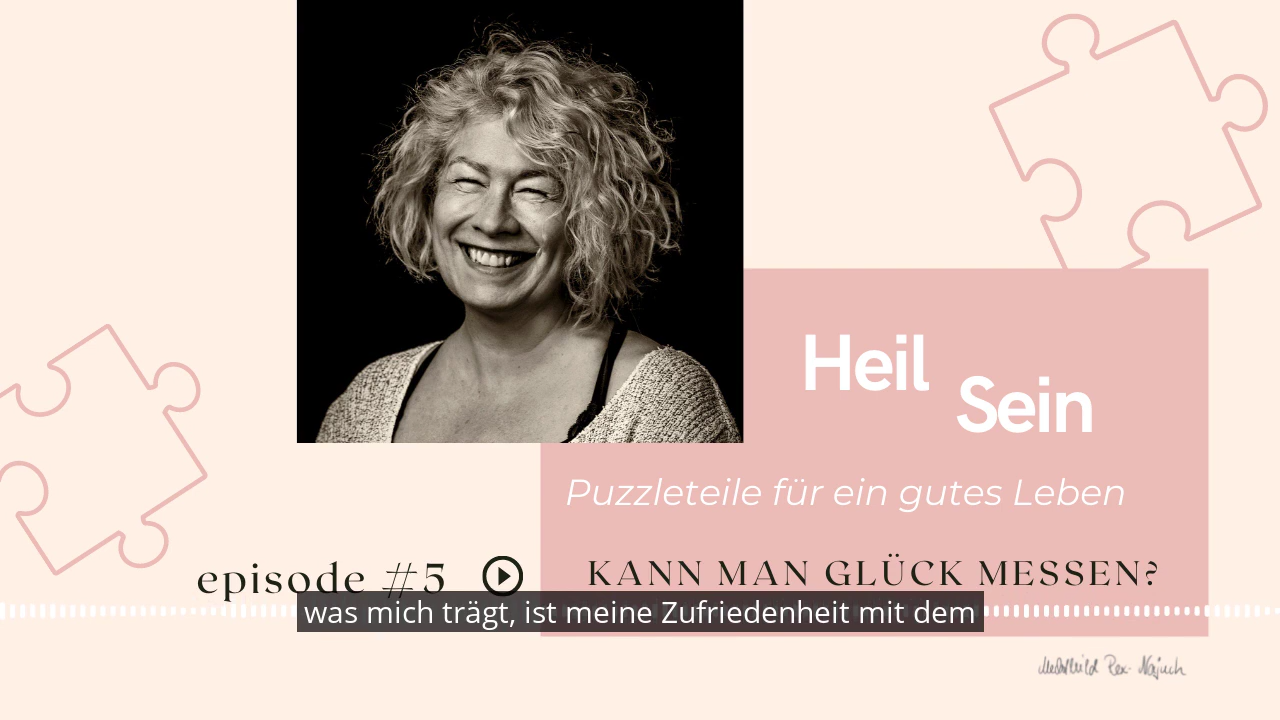 Heil
Sein
Puzzleteile für ein gutes Leben
episode #5
KANN MAN GLÜCK MESSEN?
was mich trägt, ist meine Zufriedenheit mit dem